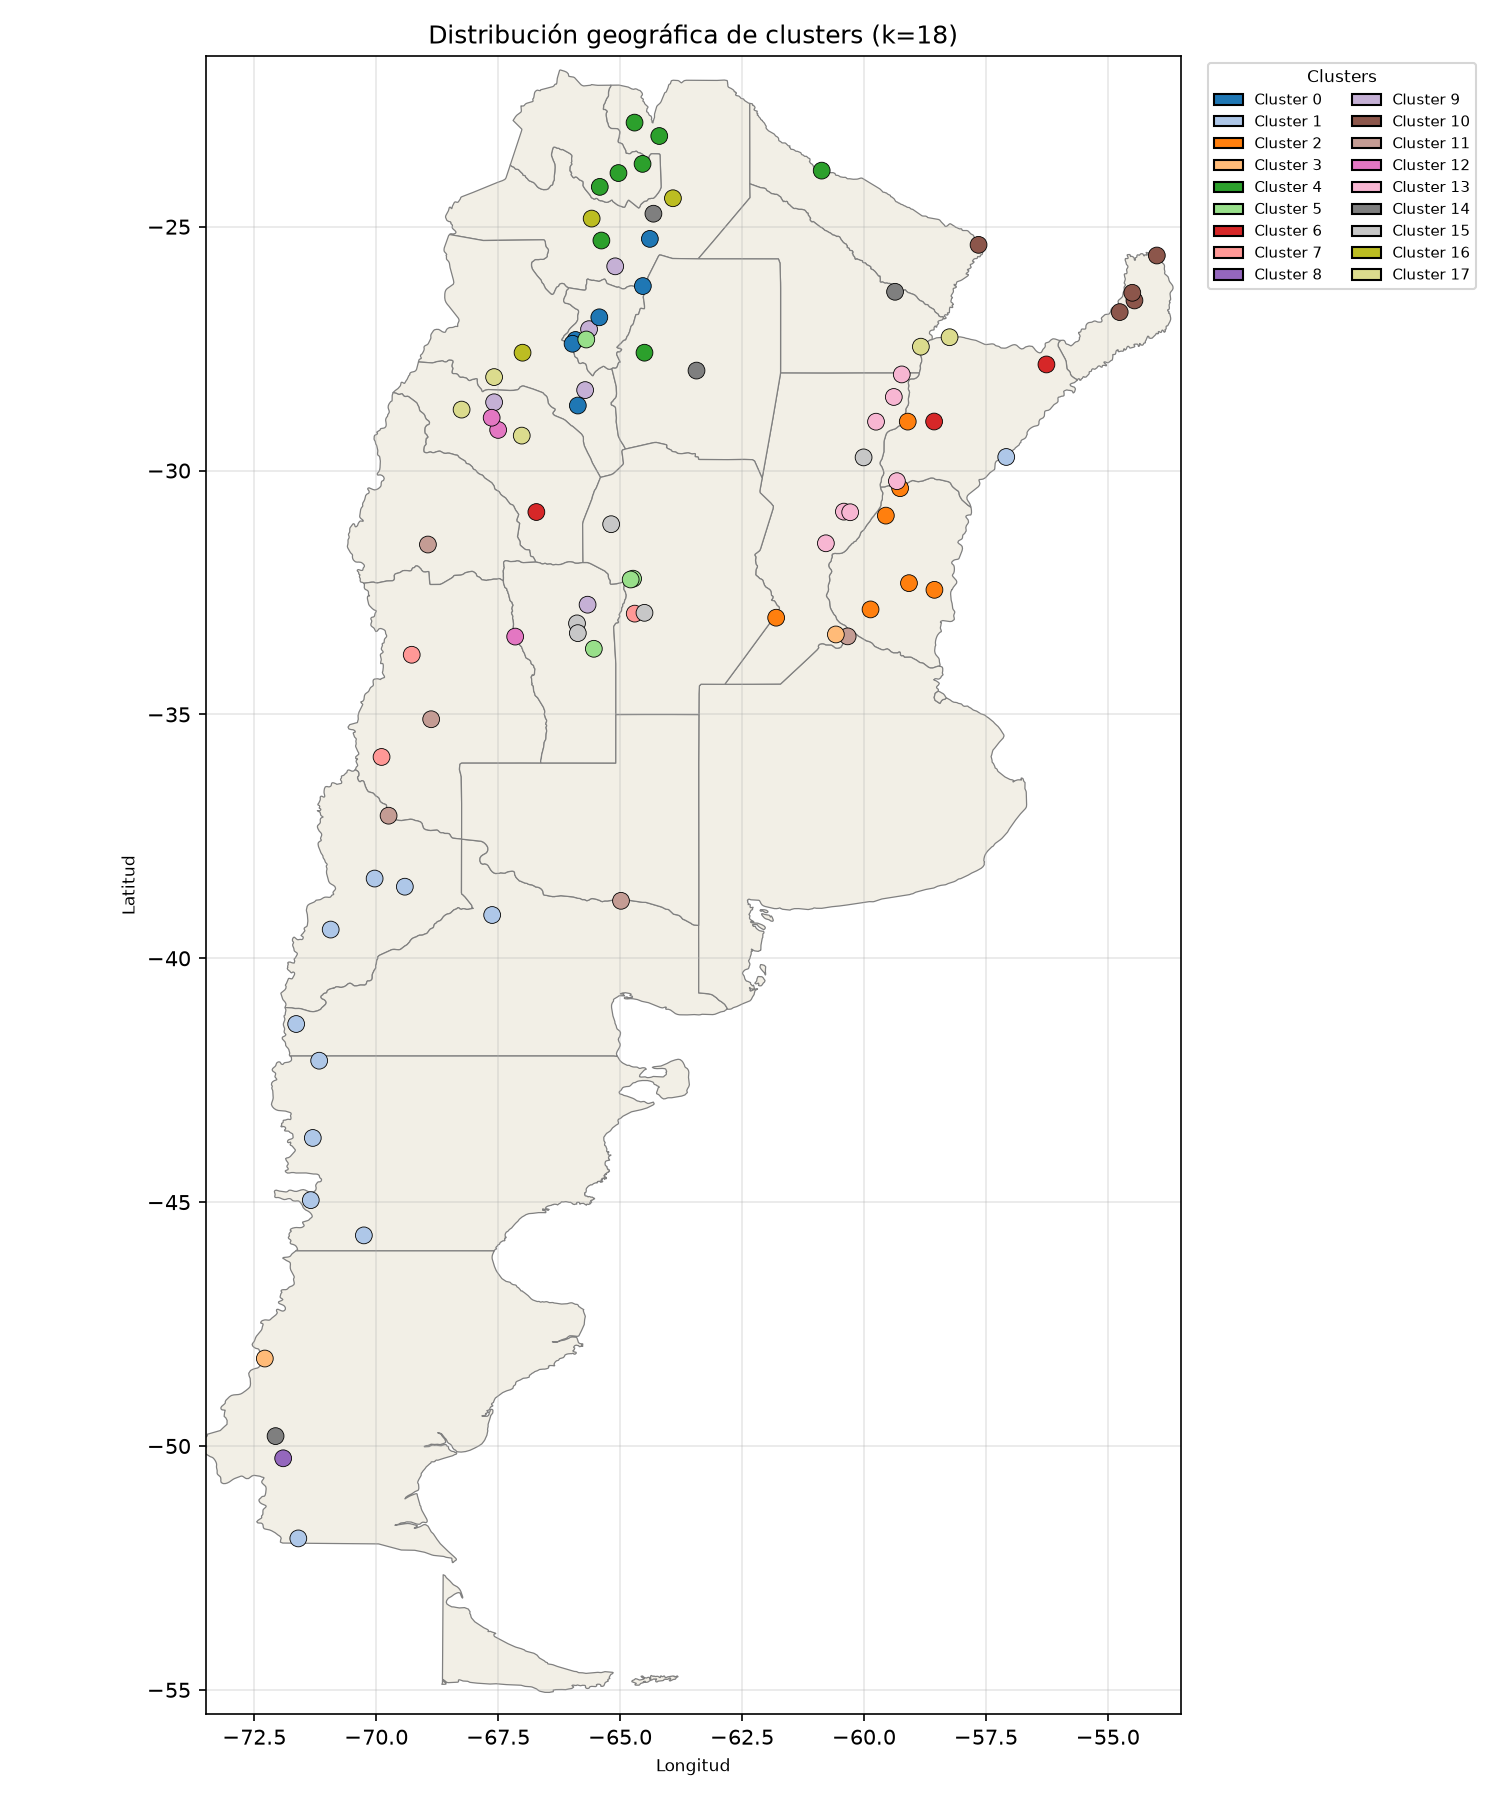 Distribución geográfica de clusters (k=18)
Clusters
Cluster 0
Cluster 1
Cluster 2
Cluster 3
Cluster 4
Cluster 5
Cluster 6
Cluster 7
Cluster 8
Cluster 9
Cluster 10
Cluster 11
Cluster 12
Cluster 13
Cluster 14
Cluster 15
Cluster 16
Cluster 17
Latitud
−25
−30
−35
−40
−45
−50
−55
−72.5
−70.0
−67.5
−65.0
−62.5
−60.0
−57.5
−55.0
Longitud